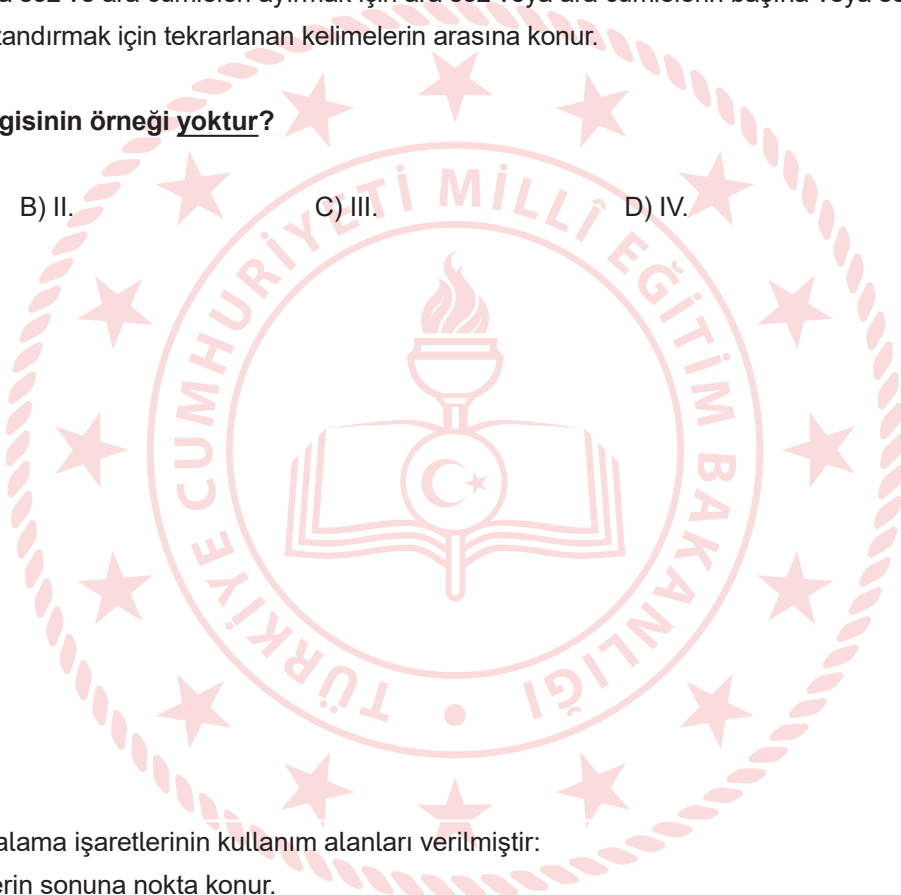 söz ve ara cümleleri ayırmak için ara söz veya ara cümlelerin başına veya
zandırmak için tekrarlanan kelimelerin arasına konur.
gisinin örneği yoktur?
B) II. C) III. D) IV.
TÜRKİYE CUMHURİYETİ MİLLÎ EĞİTİM BAKANLIĞI
alama işaretlerinin kullanım alanları verilmiştir:
erin sonuna nokta konur.